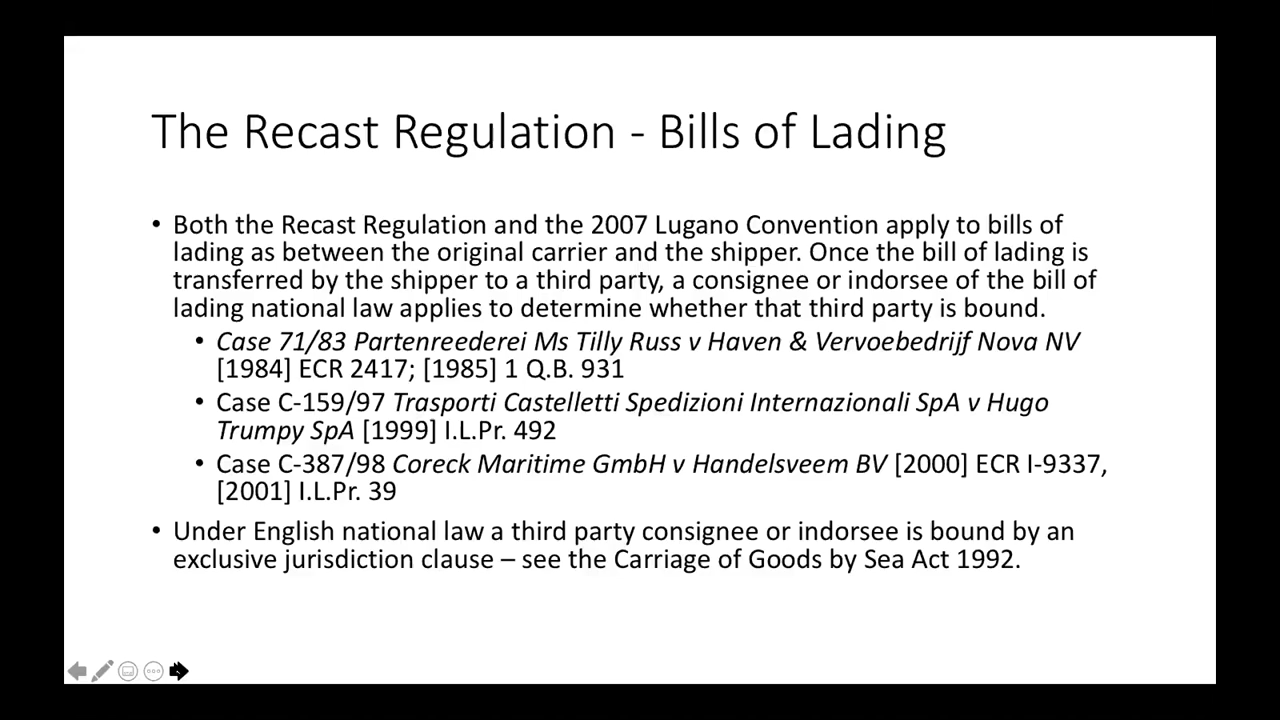 The Recast Regulation - Bills of Lading
• Both the Recast Regulation and the 2007 Lugano Convention apply to bills of
lading as between the original carrier and the shipper. Once the bill of lading is
transferred by the shipper to a third party, a consignee or indorsee of the bill of
lading national law applies to determine whether that third party is bound.
• Case 71/83 Partenreederei Ms Tilly Russ v Haven & Vervoebedrijf Nova NV
[1984] ECR 2417; [1985] 1 Q.B. 931
• Case C-159/97 Trasporti Castelletti Spedizioni Internazionali SpA v Hugo
Trumpy SpA [1999] I.L.Pr. 492
• Case C-387/98 Coreck Maritime GmbH v Handelsveem BV [2000] ECR I-9337,
[2001] I.L.Pr. 39
• Under English national law a third party consignee or indorsee is bound by an
exclusive jurisdiction clause – see the Carriage of Goods by Sea Act 1992.